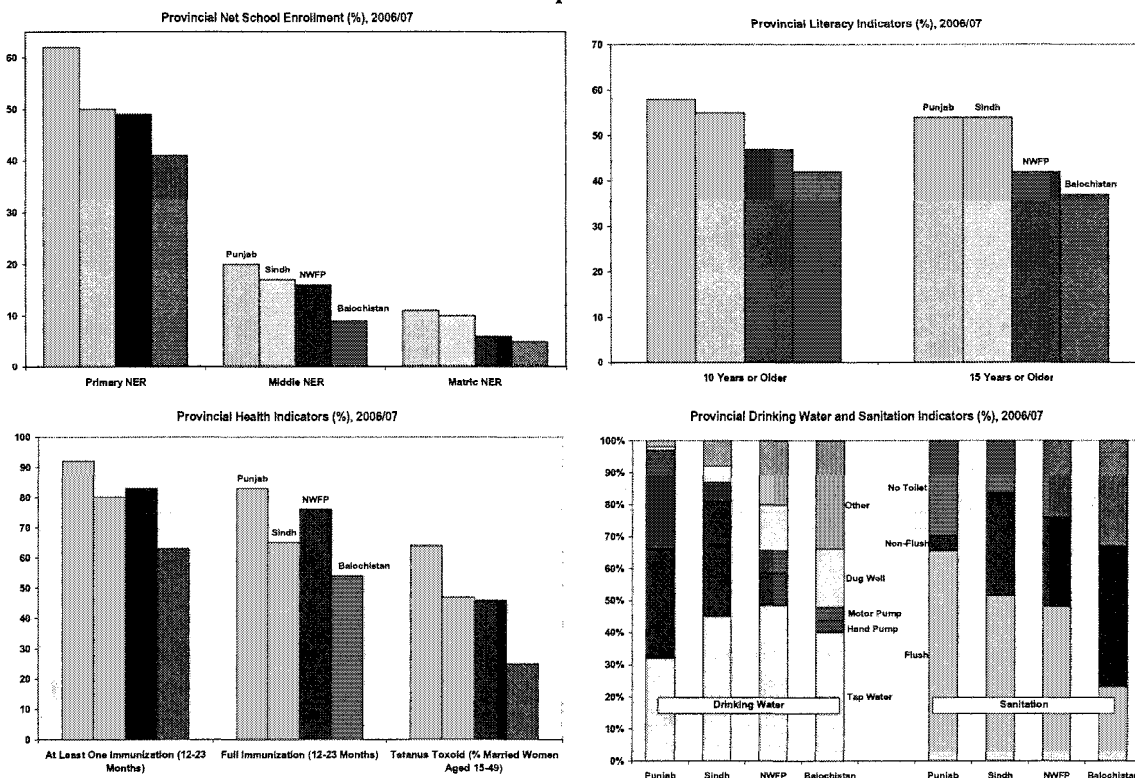 Provincial Net School Enrollment (%), 2006/07
60
50
40
30
20
10
0
Punjab
Sindh
NWFP
Balochistan
Primary NER
Middle NER
Matric NER
Provincial Literacy Indicators (%), 2006/07
70
60
50
40
30
20
10
0
Punjab
Sindh
NWFP
Balochistan
10 Years or Older
15 Years or Older
Provincial Health Indicators (%), 2006/07
100
90
80
70
60
50
40
30
20
10
0
Punjab
Sindh
NWFP
Balochistan
At Least One Immunization (12-23
Months)
Full Immunization (12-23 Months)
Tetanus Toxoid (% Married Women
Aged 15-49)
Provincial Drinking Water and Sanitation Indicators (%), 2006/07
100%
90%
80%
70%
60%
50%
40%
30%
20%
10%
0%
Other
Dug Well
Motor Pump
Hand Pump
Tap Water
No Toilet
Non-Flush
Flush
Drinking Water
Sanitation
Punjab
Sindh
NWFP
Balochistan
Punjab
Sindh
NWFP
Balochistan